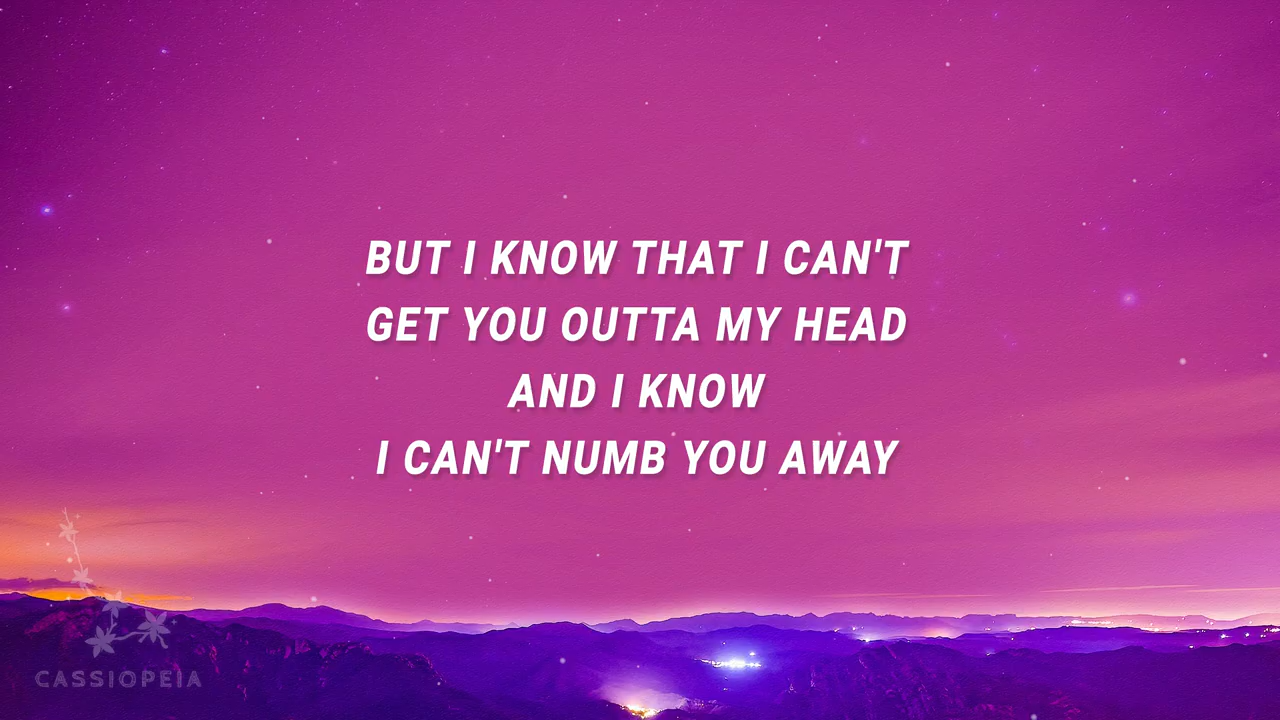 BUT I KNOW THAT I CAN'T
GET YOU OUTTA MY HEAD
AND I KNOW
I CAN'T NUMB YOU AWAY
CASSIOPEIA